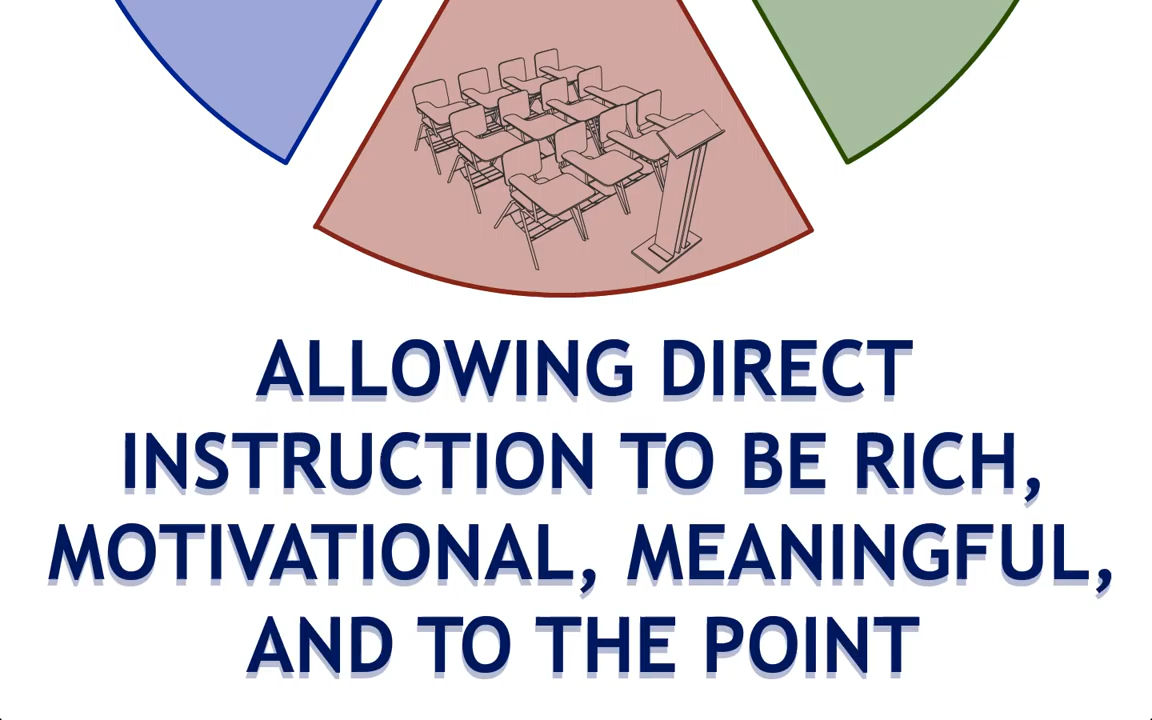 ALLOWING DIRECT
INSTRUCTION TO BE RICH,
MOTIVATIONAL, MEANINGFUL,
AND TO THE POINT